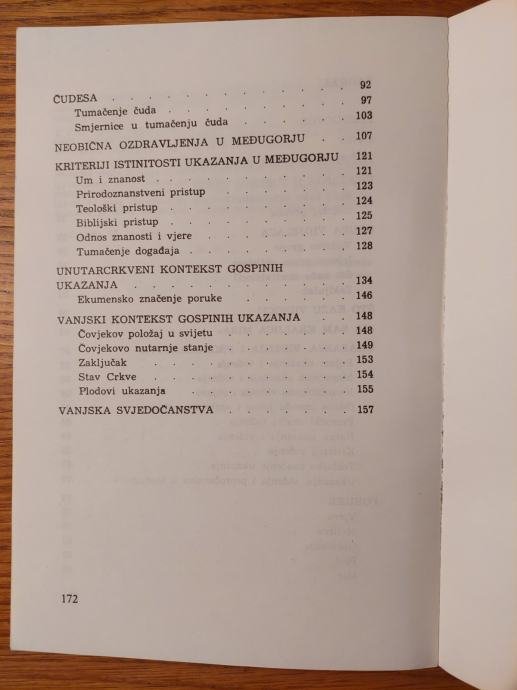 ČUDESA . . . . . . . . . . . . 92
Tumačenje čuda . . . . . . . . . 97
Smjernice u tumačenju čuda . . . . . 103
NEOBIČNA OZDRAVLJENJA U MEĐUGORJU . . 107
KRITERIJI ISTINITOSTI UKAZANJA U MEĐUGORJU 121
Um i znanost . . . . . . . . . 121
Prirodoznanstveni pristup . . . . . . 123
Teološki pristup . . . . . . . . 124
Biblijski pristup . . . . . . . . 125
Odnos znanosti i vjere . . . . . . . 127
Tumačenje događaja . . . . . . . 128
UNUTARCRKVENI KONTEKST GOSPINIH
UKAZANJA . . . . . . . . . . . 134
Ekumensko značenje poruke . . . . . 146
VANJSKI KONTEKST GOSPINIH UKAZANJA . . 148
Čovjekov položaj u svijetu . . . . . . 148
Čovjekovo nutarnje stanje . . . . . . 149
Zaključak . . . . . . . . . . 153
Stav Crkve . . . . . . . . . . 154
Plodovi ukazanja . . . . . . . . 155
VANJSKA SVJEDOČANSTVA . . . . . . 157
172